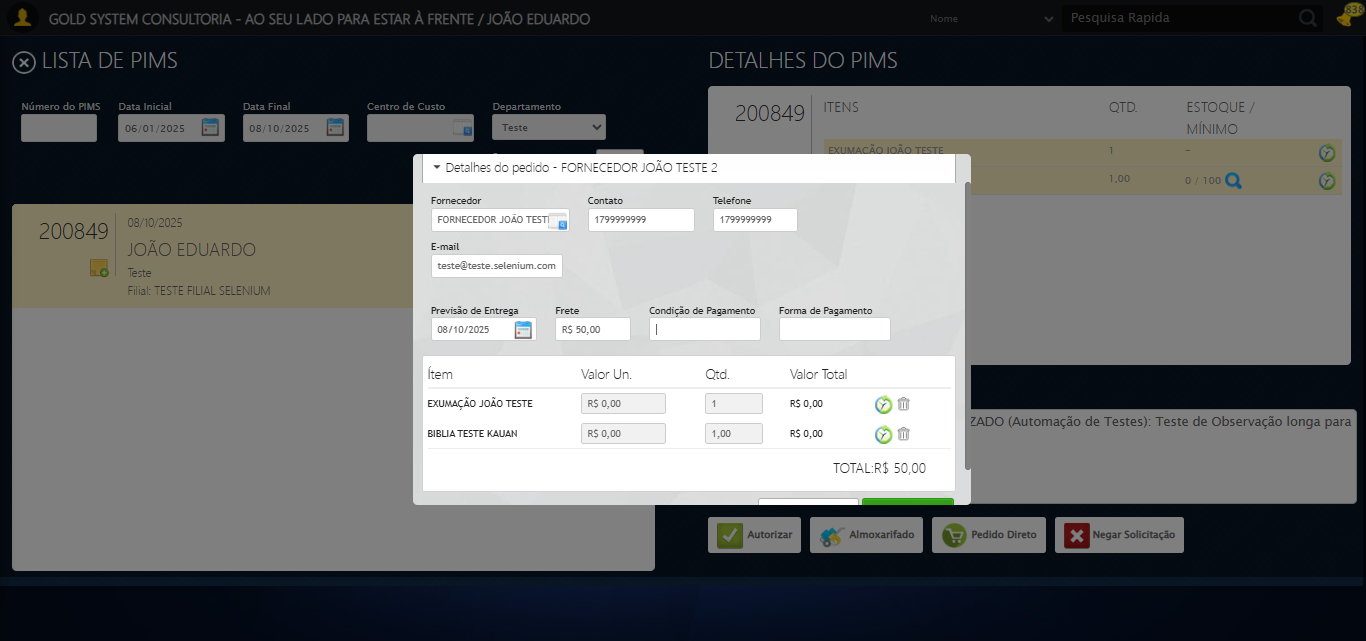 GOLD SYSTEM CONSULTORIA - AO SEU LADO PARA ESTAR À FRENTE / JOÃO EDUARDO
Nome
Pesquisa Rapida
838
LISTA DE PIMS
Número do PIMS
Data Inicial
Data Final
Centro de Custo
Departamento
06/01/2025
08/10/2025
Teste
200849
08/10/2025
JOÃO EDUARDO
Teste
Filial: TESTE FILIAL SELENIUM
DETALHES DO PIMS
200849
ITENS
QTD.
ESTOQUE /
MÍNIMO
EXUMAÇÃO JOÃO TESTE
1
–
1,00
0 / 100
ZADO (Automação de Testes): Teste de Observação longa para
Autorizar
Almoxarifado
Pedido Direto
Negar Solicitação
Detalhes do pedido - FORNECEDOR JOÃO TESTE 2
Fornecedor
Contato
Telefone
FORNECEDOR JOÃO TEST
1799999999
1799999999
E-mail
teste@teste.selenium.com
Previsão de Entrega
Frete
Condição de Pagamento
Forma de Pagamento
08/10/2025
R$ 50,00
Ítem
Valor Un.
Qtd.
Valor Total
EXUMAÇÃO JOÃO TESTE
R$ 0,00
1
R$ 0,00
BIBLIA TESTE KAUAN
R$ 0,00
1,00
R$ 0,00
TOTAL:R$ 50,00